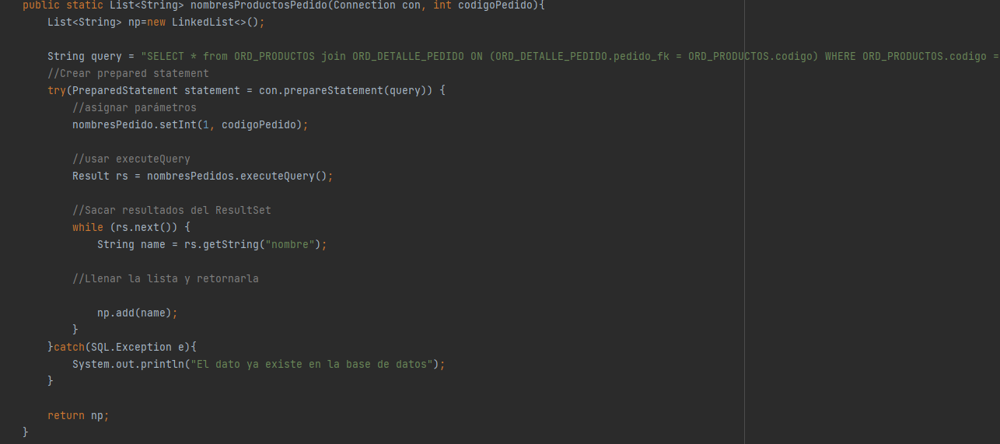 public static List<String> nombresProductosPedido(Connection con, int codigoPedido){
List<String> np=new LinkedList<>();
String query = "SELECT * from ORD_PRODUCTOS join ORD_DETALLE_PEDIDO ON (ORD_DETALLE_PEDIDO.pedido_fk = ORD_PRODUCTOS.codigo) WHERE ORD_PRODUCTOS.codigo =
//Crear prepared statement
try(PreparedStatement statement = con.prepareStatement(query)) {
//asignar parámetros
nombresPedido.setInt(1, codigoPedido);
//usar executeQuery
Result rs = nombresPedidos.executeQuery();
//Sacar resultados del ResultSet
while (rs.next()) {
String name = rs.getString("nombre");
//Llenar la lista y retornarla
np.add(name);
}
}catch(SQL.Exception e){
System.out.println("El dato ya existe en la base de datos");
}
return np;
}